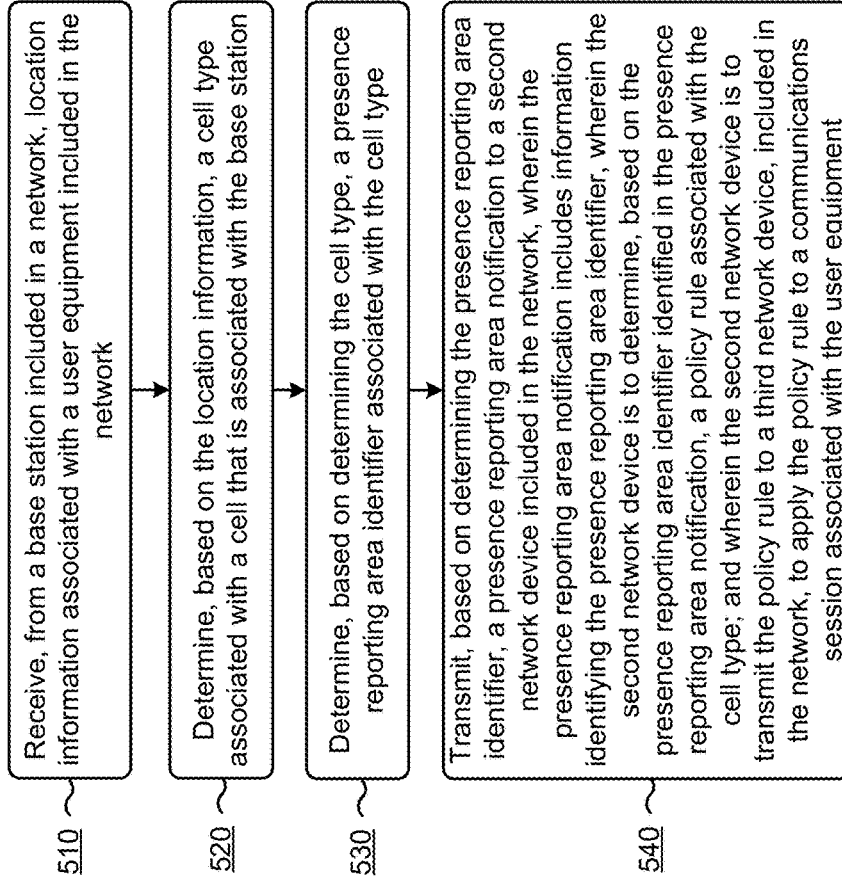 510
Receive, from a base station included in a network, location
information associated with a user equipment included in the
network
520
Determine, based on the location information, a cell type
associated with a cell that is associated with the base station
530
Determine, based on determining the cell type, a presence
reporting area identifier associated with the cell type
540
Transmit, based on determining the presence reporting area
identifier, a presence reporting area notification to a second
network device included in the network, wherein the
presence reporting area notification includes information
identifying the presence reporting area identifier, wherein the
second network device is to determine, based on the
presence reporting area identifier identified in the presence
reporting area notification, a policy rule associated with the
cell type; and wherein the second network device is to
transmit the policy rule to a third network device, included in
the network, to apply the policy rule to a communications
session associated with the user equipment